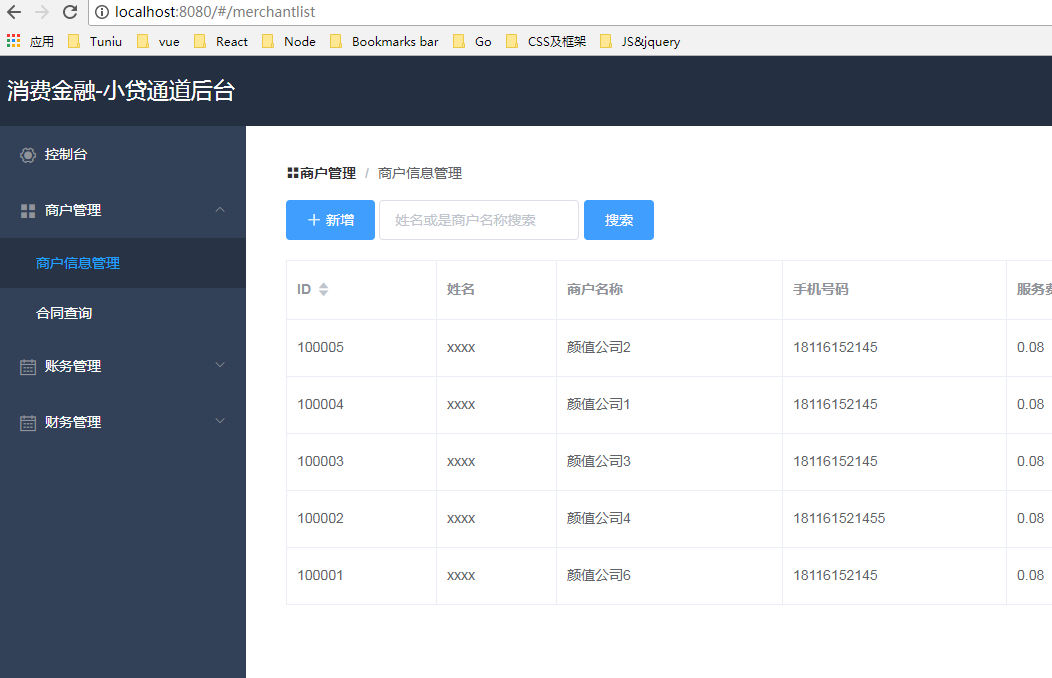 localhost:8080/#/merchantlist
应用 Tuniu vue React Node Bookmarks bar Go CSS及框架 JS&jquery
消费金融-小贷通道后台
控制台
商户管理
商户信息管理
合同查询
账务管理
财务管理
商户管理 / 商户信息管理
新增 姓名或是商户名称搜索 搜索
ID 姓名 商户名称 手机号码 服务费
100005 xxxx 颜值公司2 18116152145 0.08
100004 xxxx 颜值公司1 18116152145 0.08
100003 xxxx 颜值公司3 18116152145 0.08
100002 xxxx 颜值公司4 181161521455 0.08
100001 xxxx 颜值公司6 18116152145 0.08